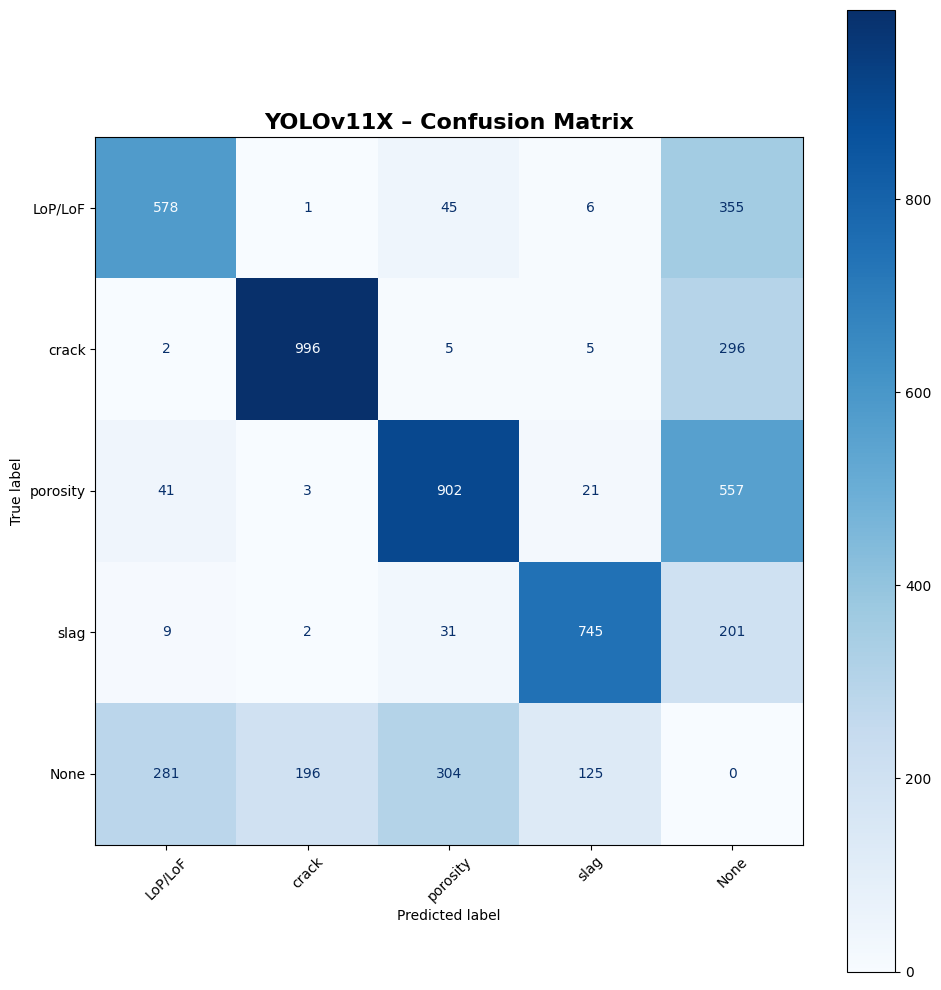 YOLOv11X – Confusion Matrix
True label
LoP/LoF 578 1 45 6 355
crack 2 996 5 5 296
porosity 41 3 902 21 557
slag 9 2 31 745 201
None 281 196 304 125 0
LoP/LoF crack porosity slag None
Predicted label
800
600
400
200
0